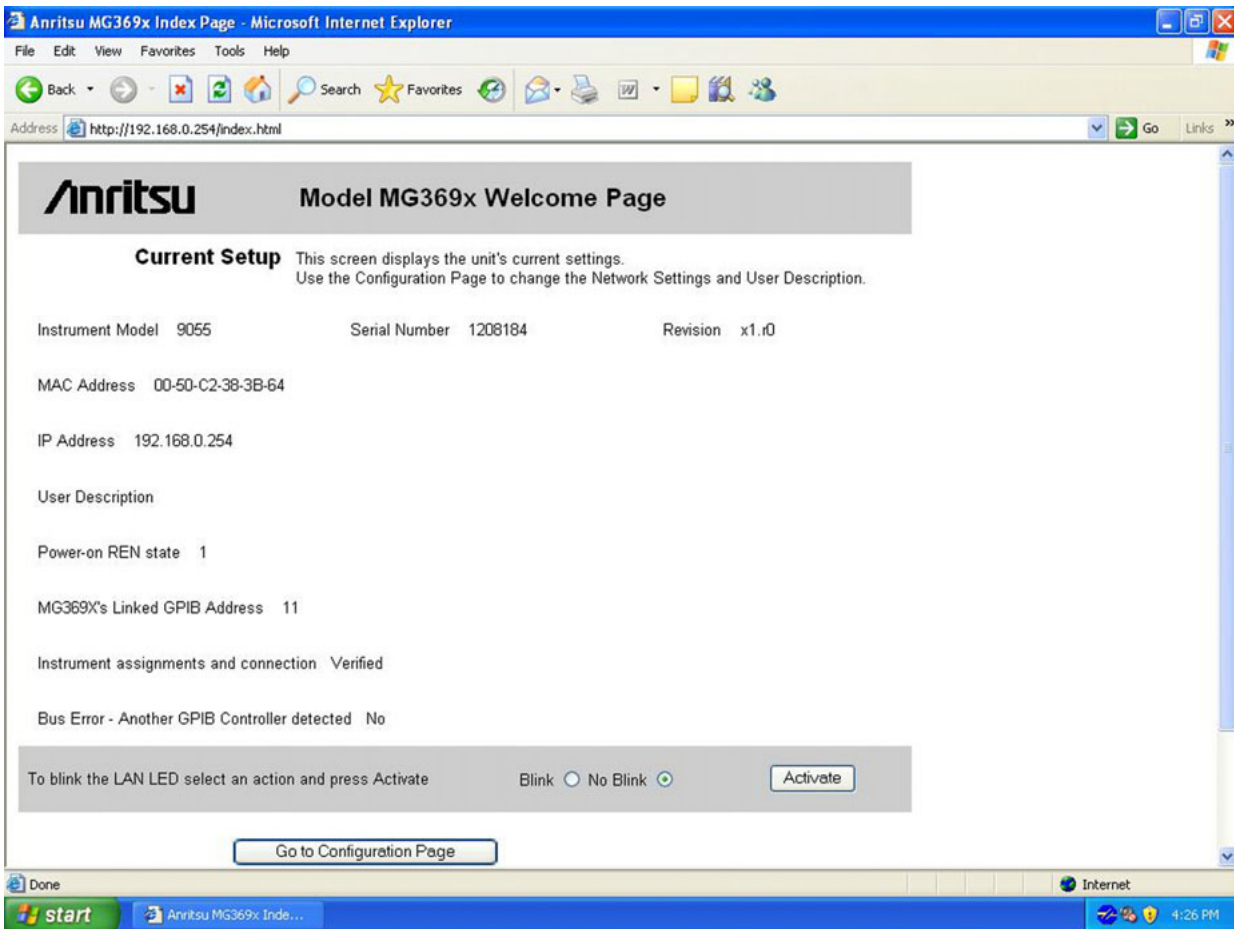 Anritsu MG369x Index Page - Microsoft Internet Explorer
File Edit View Favorites Tools Help
Back Search Favorites
Address http://192.168.0.254/index.html Go Links »
Anritsu Model MG369x Welcome Page
Current Setup This screen displays the unit's current settings.
Use the Configuration Page to change the Network Settings and User Description.
Instrument Model 9055 Serial Number 1208184 Revision x1.r0
MAC Address 00-50-C2-38-3B-64
IP Address 192.168.0.254
User Description
Power-on REN state 1
MG369X's Linked GPIB Address 11
Instrument assignments and connection Verified
Bus Error - Another GPIB Controller detected No
To blink the LAN LED select an action and press Activate Blink No Blink Activate
Go to Configuration Page
Done Internet
start Anritsu MG369x Inde... 4:26 PM